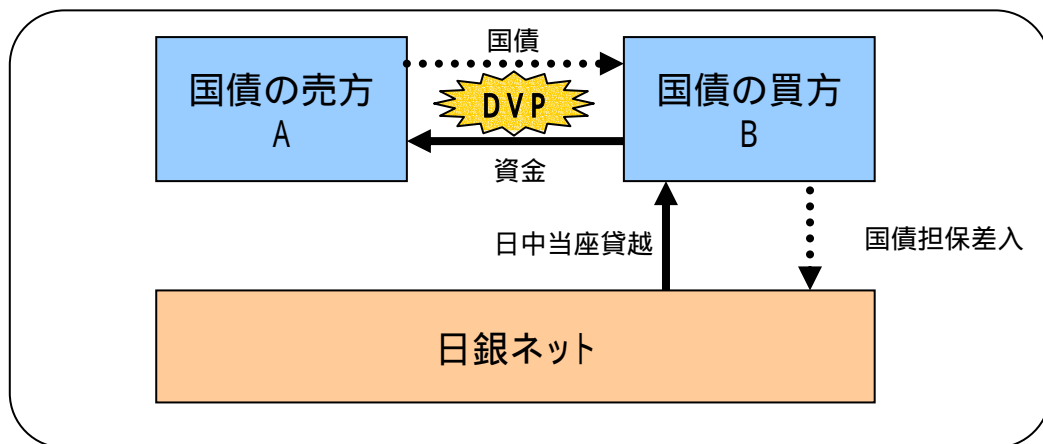 国債
国債の売方
A
DVP
国債の買方
B
資金
日中当座貸越
国債担保差入
日銀ネット